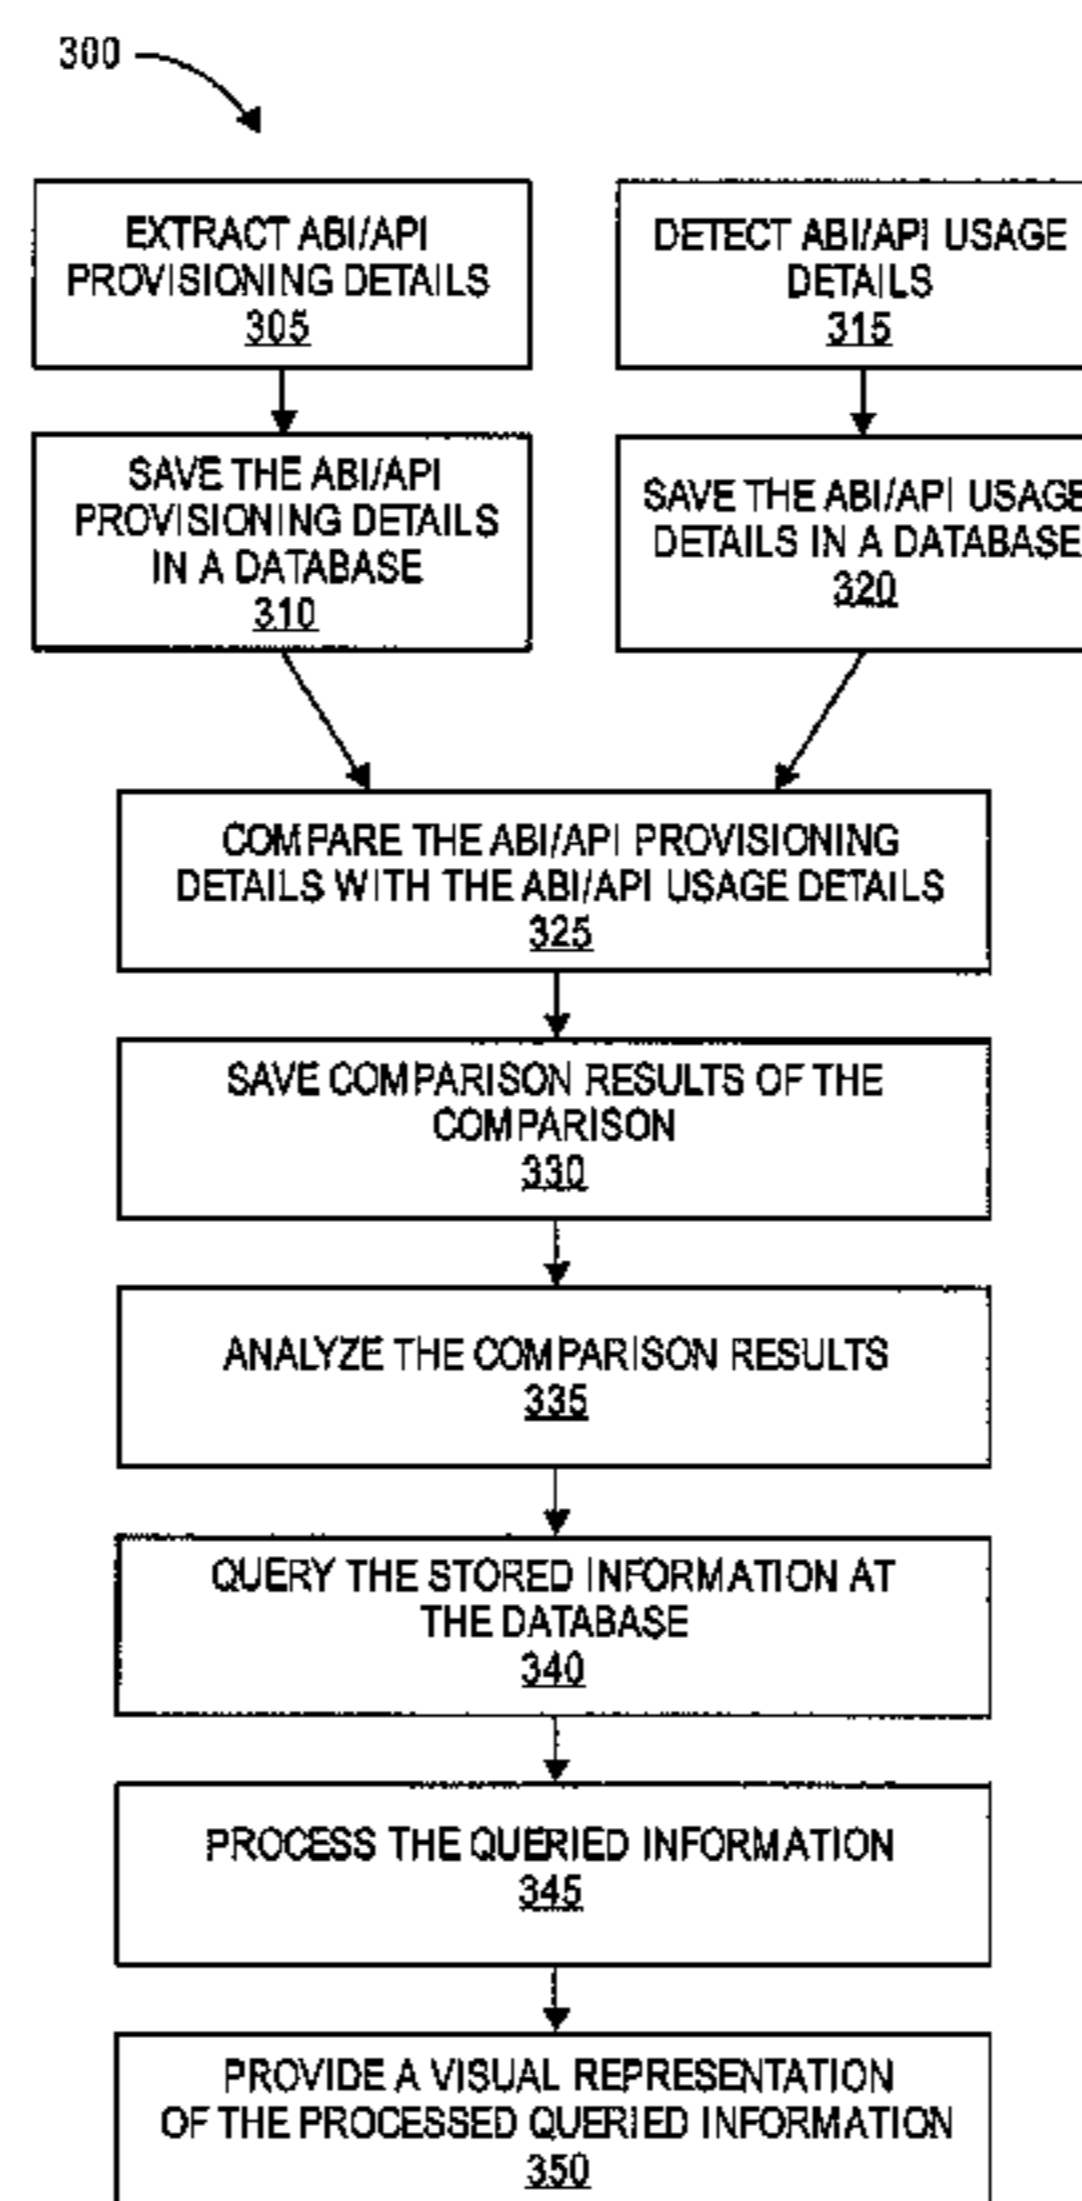 300
EXTRACT ABI/API
PROVISIONING DETAILS
305
DETECT ABI/API USAGE
DETAILS
315
SAVE THE ABI/API
PROVISIONING DETAILS
IN A DATABASE
310
SAVE THE ABI/API USAGE
DETAILS IN A DATABASE
320
COMPARE THE ABI/API PROVISIONING
DETAILS WITH THE ABI/API USAGE DETAILS
325
SAVE COMPARISON RESULTS OF THE
COMPARISON
330
ANALYZE THE COMPARISON RESULTS
335
QUERY THE STORED INFORMATION AT
THE DATABASE
340
PROCESS THE QUERIED INFORMATION
345
PROVIDE A VISUAL REPRESENTATION
OF THE PROCESSED QUERIED INFORMATION
350